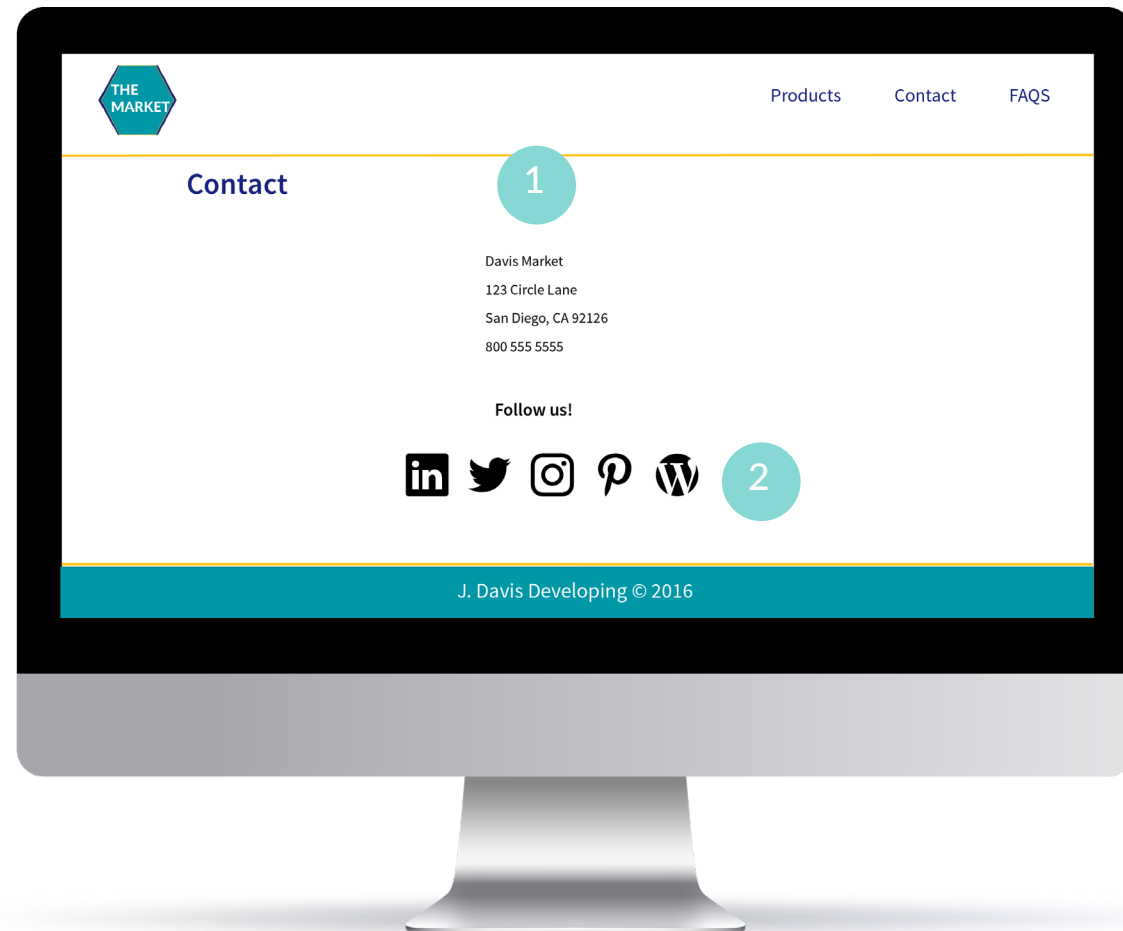 THE
MARKET
Products Contact FAQS
Contact
1
Davis Market
123 Circle Lane
San Diego, CA 92126
800 555 5555
Follow us!
in
2
J. Davis Developing © 2016